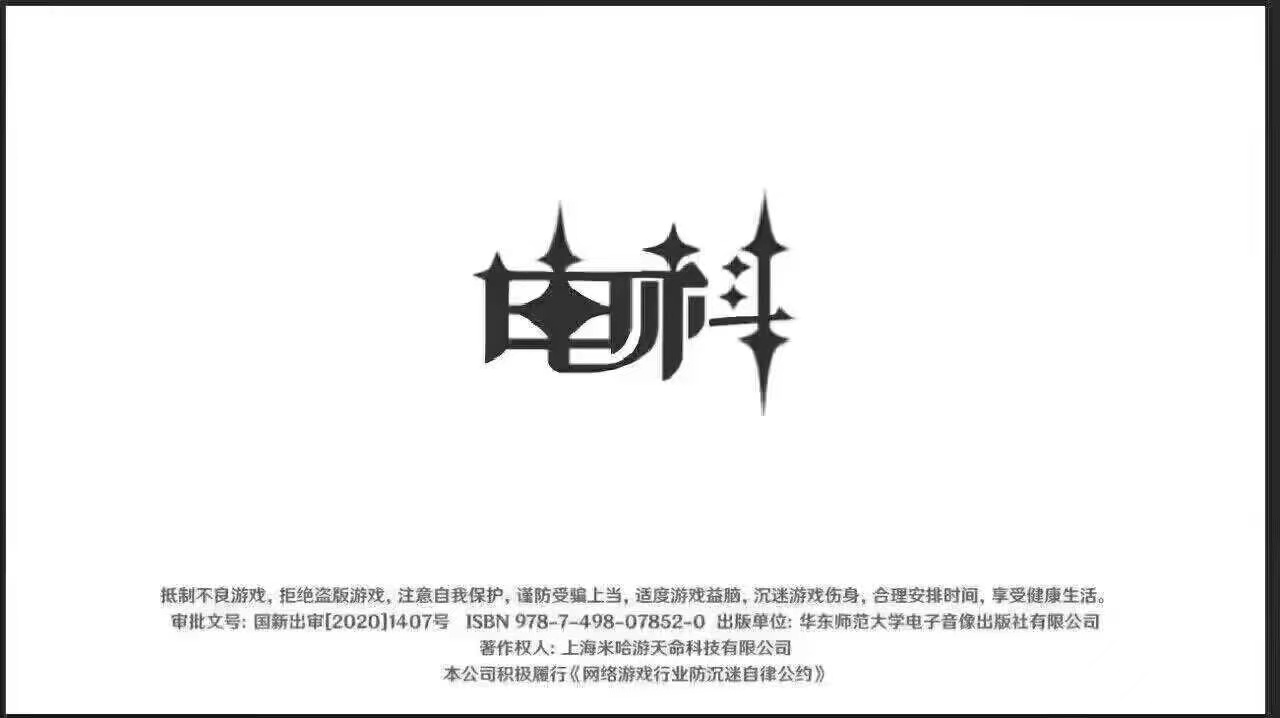 电科
抵制不良游戏，拒绝盗版游戏，注意自我保护，谨防受骗上当，适度游戏益脑，沉迷游戏伤身，合理安排时间，享受健康生活。
审批文号：国新出审[2020]1407号 ISBN 978-7-498-07852-0 出版单位：华东师范大学电子音像出版社有限公司
著作权人：上海米哈游天命科技有限公司
本公司积极履行《网络游戏行业防沉迷自律公约》